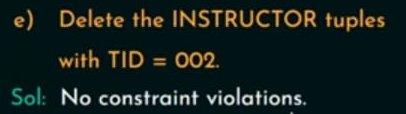 e) Delete the INSTRUCTOR tuples
with TID = 002.
Sol: No constraint violations.